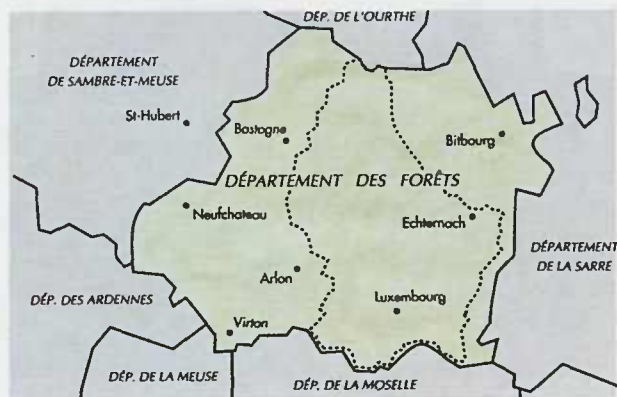 DÉP. DE L'OURTHE
DÉPARTEMENT
DE SAMBRE-ET-MEUSE
St-Hubert
Bastogne
Bitbourg
DÉPARTEMENT DES FORÊTS
Neufchateau
Echternach
DÉPARTEMENT
DE LA SARRE
Arlon
DÉP. DES ARDENNES
Luxembourg
Virton
DÉP. DE LA MEUSE
DÉP. DE LA MOSELLE